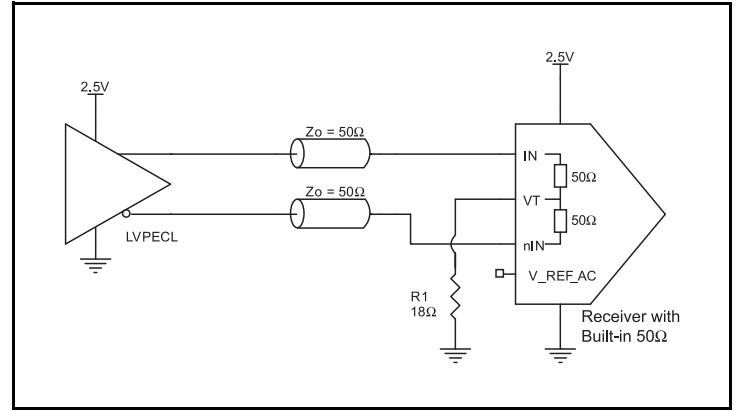 2.5V
2.5V
Zo = 50Ω
IN
50Ω
Zo = 50Ω
VT
50Ω
LVPECL
nIN
V_REF_AC
R1
18Ω
Receiver with
Built-in 50Ω